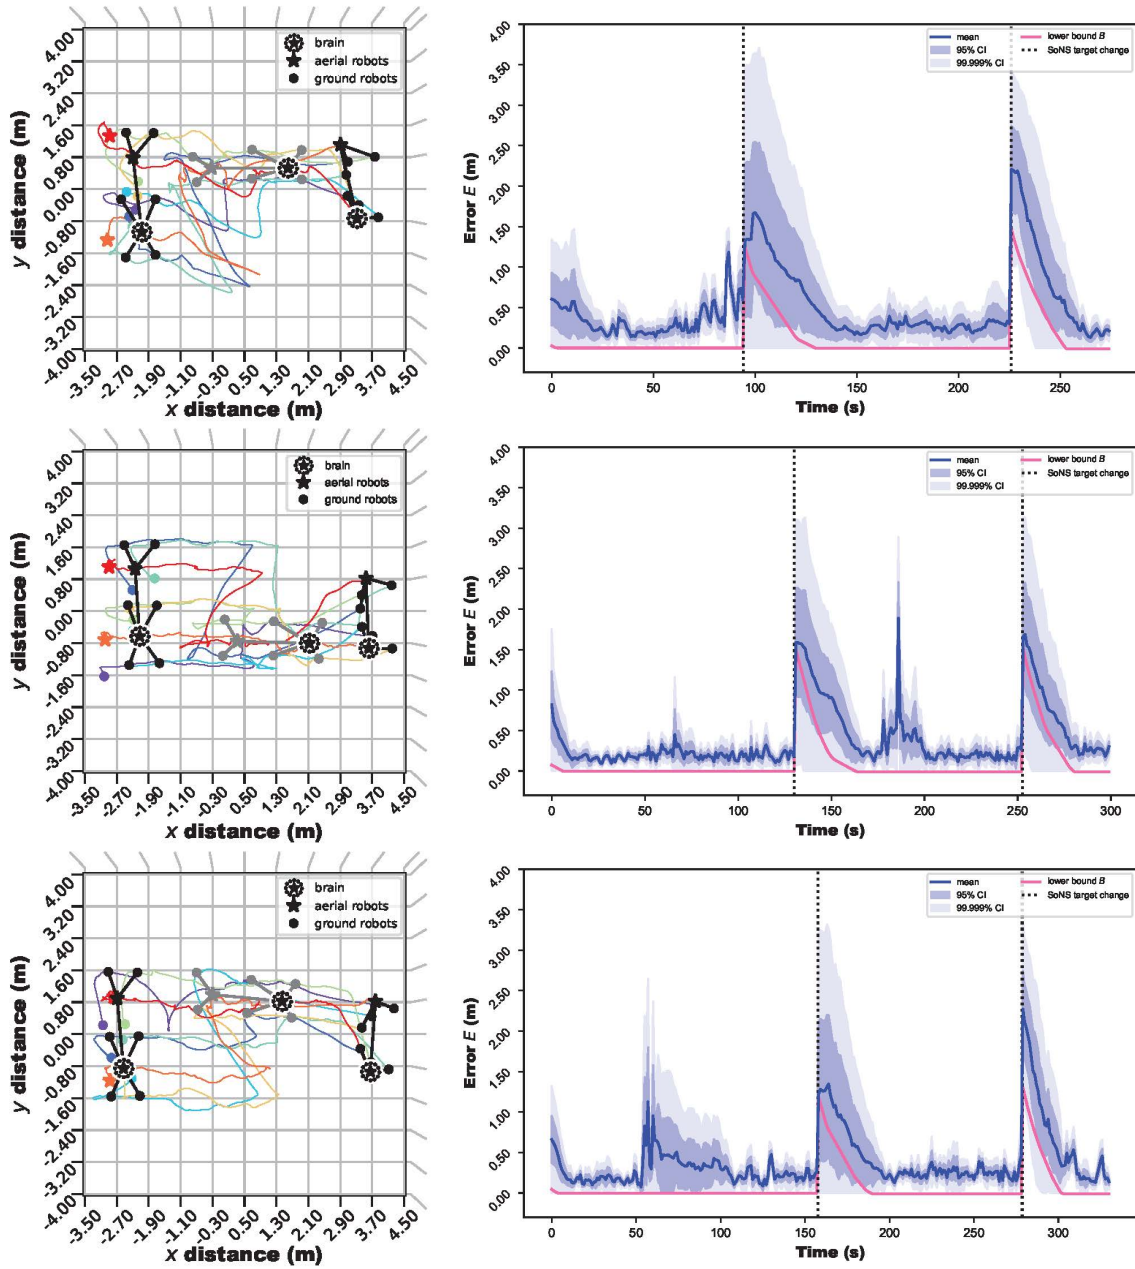 4.00
3.20
2.40
1.60
0.80
0.00
-0.80
-1.60
-2.40
-3.20
-4.00
y distance (m)
brain
aerial robots
ground robots
-3.50 -2.70 -1.90 -1.10 -0.30 0.50 1.30 2.10 2.90 3.70 4.50
x distance (m)
4.00
3.50
3.00
2.50
2.00
1.50
1.00
0.50
0.00
Error E (m)
mean
95% CI
99.999% CI
lower bound B
SoNS target change
0 50 100 150 200 250
Time (s)
4.00
3.20
2.40
1.60
0.80
0.00
-0.80
-1.60
-2.40
-3.20
-4.00
y distance (m)
brain
aerial robots
ground robots
-3.50 -2.70 -1.90 -1.10 -0.30 0.50 1.30 2.10 2.90 3.70 4.50
x distance (m)
4.00
3.50
3.00
2.50
2.00
1.50
1.00
0.50
0.00
Error E (m)
mean
95% CI
99.999% CI
lower bound B
SoNS target change
0 50 100 150 200 250 300
Time (s)
4.00
3.20
2.40
1.60
0.80
0.00
-0.80
-1.60
-2.40
-3.20
-4.00
y distance (m)
brain
aerial robots
ground robots
-3.50 -2.70 -1.90 -1.10 -0.30 0.50 1.30 2.10 2.90 3.70 4.50
x distance (m)
4.00
3.50
3.00
2.50
2.00
1.50
1.00
0.50
0.00
Error E (m)
mean
95% CI
99.999% CI
lower bound B
SoNS target change
0 50 100 150 200 250 300
Time (s)